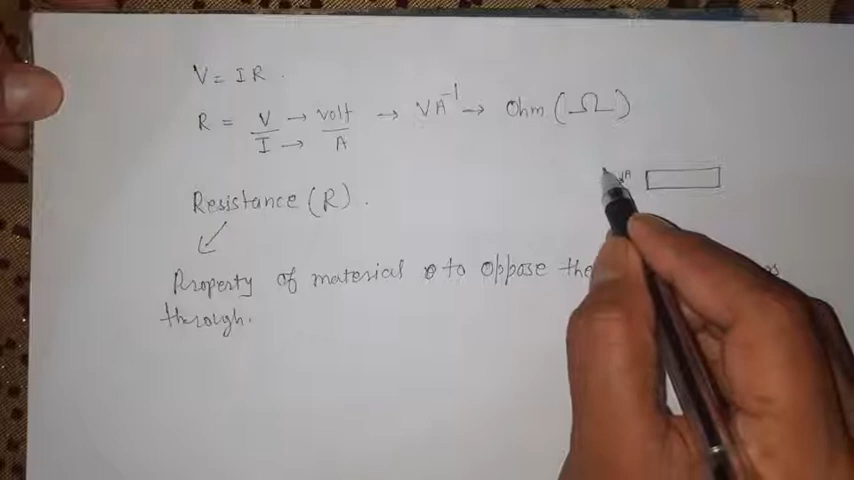 V = IR.
R = V/I → volt/A → VA⁻¹ → Ohm (Ω)
Resistance (R).
Property of material to oppose the
through.